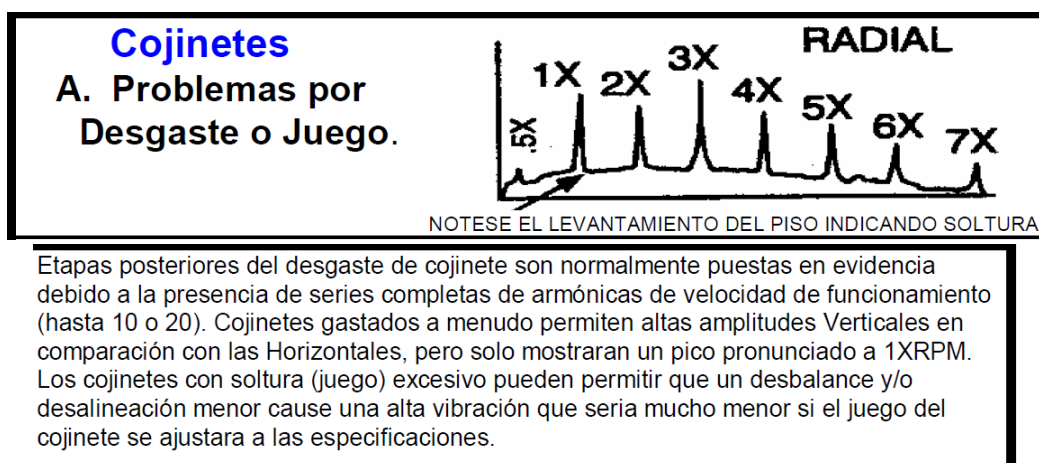 Cojinetes
A. Problemas por
Desgaste o Juego.
RADIAL
.5X
1X
2X
3X
4X
5X
6X
7X
NOTESE EL LEVANTAMIENTO DEL PISO INDICANDO SOLTURA
Etapas posteriores del desgaste de cojinete son normalmente puestas en evidencia
debido a la presencia de series completas de armónicas de velocidad de funcionamiento
(hasta 10 o 20). Cojinetes gastados a menudo permiten altas amplitudes Verticales en
comparación con las Horizontales, pero solo mostraran un pico pronunciado a 1XRPM.
Los cojinetes con soltura (juego) excesivo pueden permitir que un desbalance y/o
desalineación menor cause una alta vibración que seria mucho menor si el juego del
cojinete se ajustara a las especificaciones.